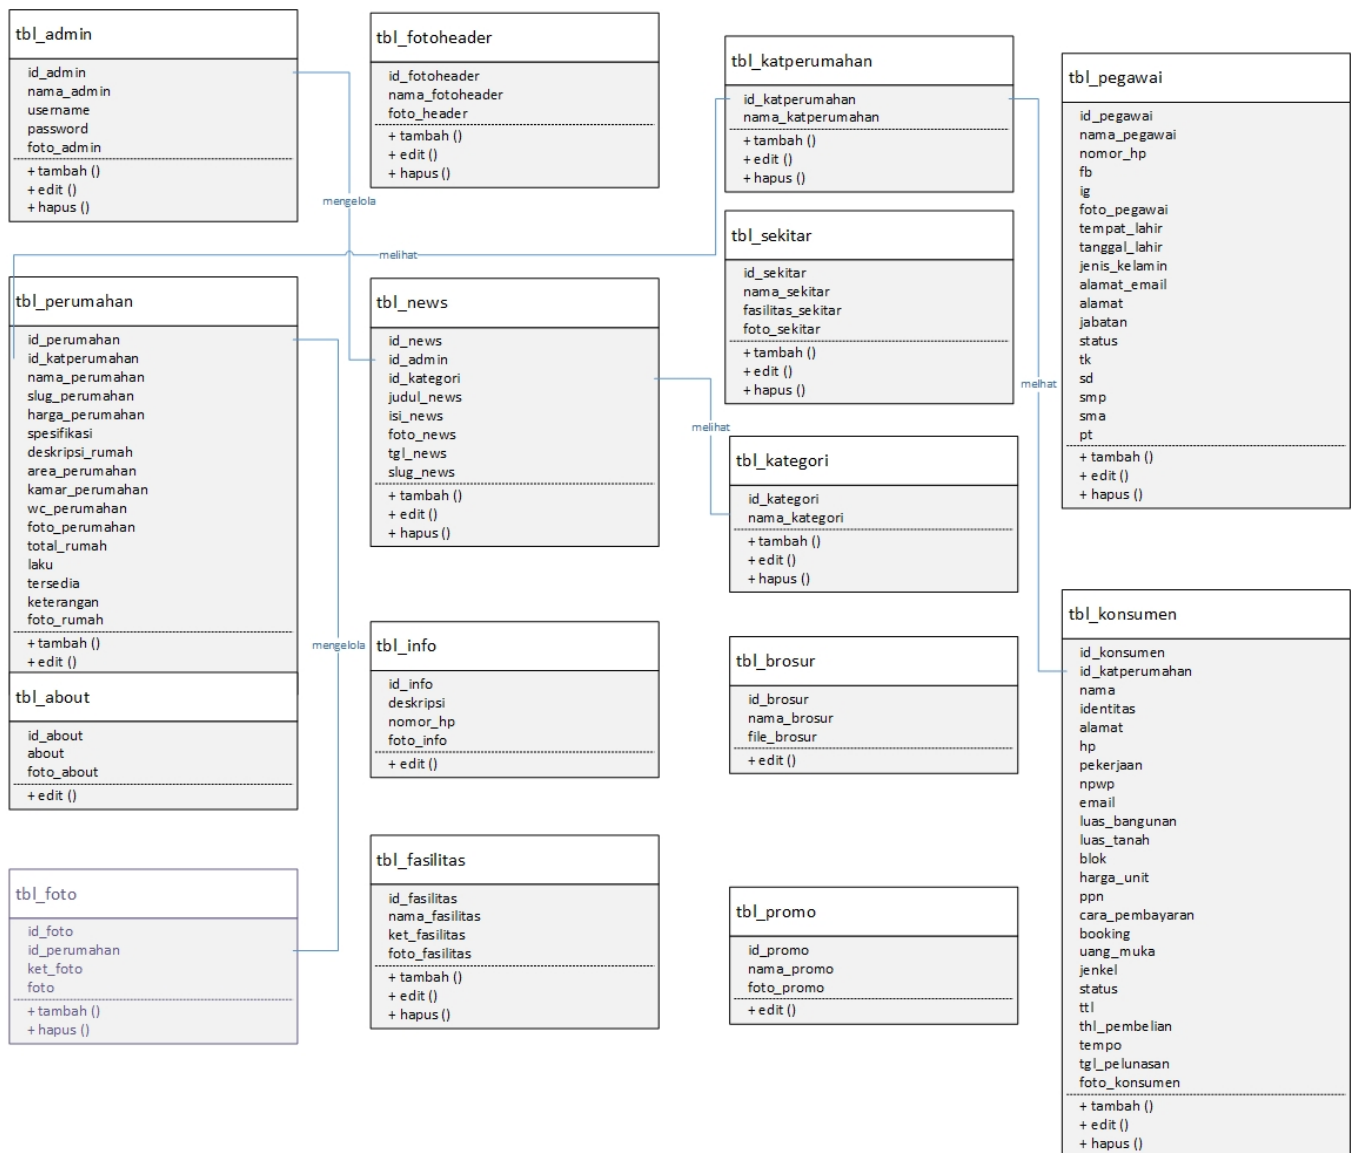 tbl_admin
id_admin
nama_admin
username
password
foto_admin
+ tambah ()
+ edit ()
+ hapus ()
tbl_fotoheader
id_fotoheader
nama_fotoheader
foto_header
+ tambah ()
+ edit ()
+ hapus ()
tbl_katperumahan
id_katperumahan
nama_katperumahan
+ tambah ()
+ edit ()
+ hapus ()
tbl_pegawai
id_pegawai
nama_pegawai
nomor_hp
fb
ig
foto_pegawai
tempat_lahir
tanggal_lahir
jenis_kelamin
alamat_email
alamat
jabatan
status
tk
sd
smp
sma
pt
+ tambah ()
+ edit ()
+ hapus ()
mengelola
melihat
tbl_sekitar
id_sekitar
nama_sekitar
fasilitas_sekitar
foto_sekitar
+ tambah ()
+ edit ()
+ hapus ()
tbl_perumahan
id_perumahan
id_katperumahan
nama_perumahan
slug_perumahan
harga_perumahan
spesifikasi
deskripsi_rumah
area_perumahan
kamar_perumahan
wc_perumahan
foto_perumahan
total_rumah
laku
tersedia
keterangan
foto_rumah
+ tambah ()
+ edit ()
tbl_news
id_news
id_admin
id_kategori
judul_news
isi_news
foto_news
tgl_news
slug_news
+ tambah ()
+ edit ()
+ hapus ()
melihat
melhat
tbl_kategori
id_kategori
nama_kategori
+ tambah ()
+ edit ()
+ hapus ()
mengelola
tbl_about
id_about
about
foto_about
+ edit ()
tbl_info
id_info
deskripsi
nomor_hp
foto_info
+ edit ()
tbl_brosur
id_brosur
nama_brosur
file_brosur
+ edit ()
tbl_konsumen
id_konsumen
id_katperumahan
nama
identitas
alamat
hp
pekerjaan
npwp
email
luas_bangunan
luas_tanah
blok
harga_unit
ppn
cara_pembayaran
booking
uang_muka
jenkel
status
ttl
thl_pembelian
tempo
tgl_pelunasan
foto_konsumen
+ tambah ()
+ edit ()
+ hapus ()
tbl_foto
id_foto
id_perumahan
ket_foto
foto
+ tambah ()
+ hapus ()
tbl_fasilitas
id_fasilitas
nama_fasilitas
ket_fasilitas
foto_fasilitas
+ tambah ()
+ edit ()
+ hapus ()
tbl_promo
id_promo
nama_promo
foto_promo
+ edit ()